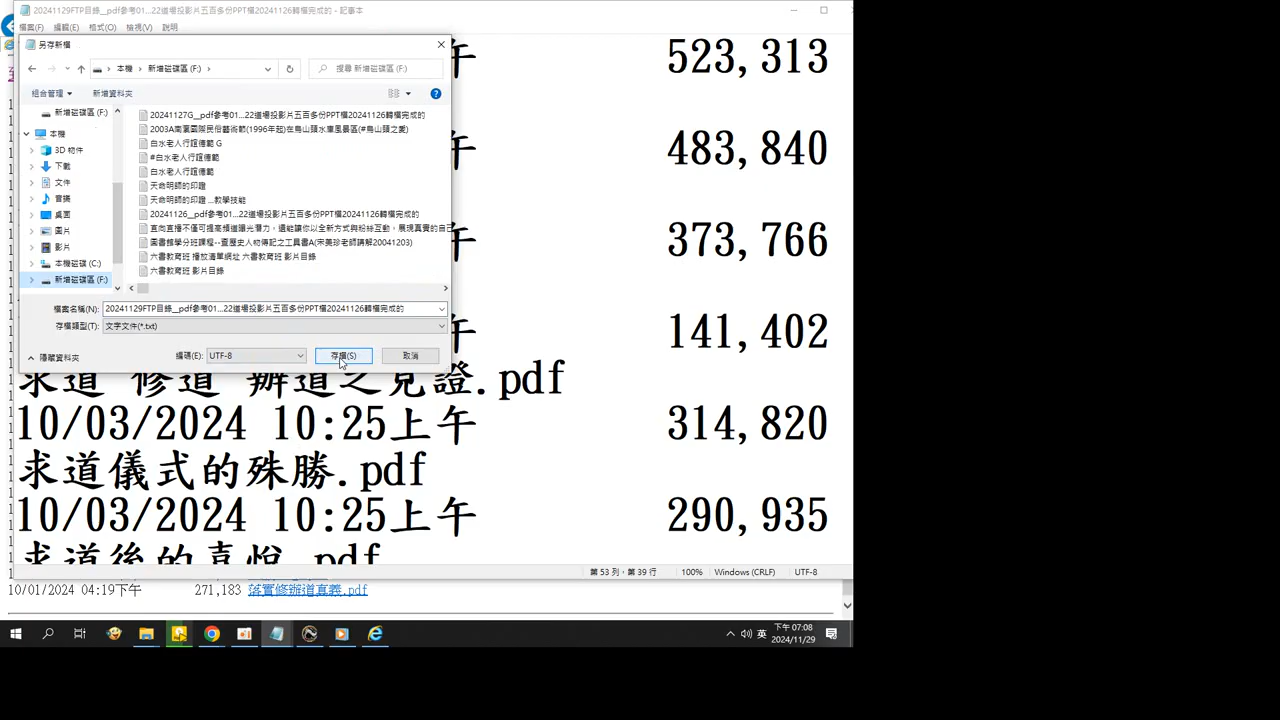 20241129FTP目錄__pdf參考01...22道場投影片五百多份PPT檔20241126轉檔完成的 - 記事本
檔案(F) 編輯(E) 格式(O) 檢視(V) 說明
另存新檔
本機 新增磁碟區 (F:)
搜尋 新增磁碟區 (F:)
組合管理 新增資料夾
新增磁碟區 (F:)
本機
3D 物件
下載
文件
音樂
桌面
圖片
影片
本機磁碟 (C:)
新增磁碟區 (F:)
20241127G__pdf參考01...22道場投影片五百多份PPT檔20241126轉檔完成的
2003A南瀛國際民俗藝術節(1996年起)在烏山頭水庫風景區(#烏山頭之愛)
白水老人行誼德範 G
#白水老人行誼德範
白水老人行誼德範
天命明師的印證
天命明師的印證 ...教學技能
20241126__pdf參考01...22道場投影片五百多份PPT檔20241126轉檔完成的
直向直播不僅可提高頻道曝光潛力，還能讓你以全新方式與粉絲互動，展現真實的自己
圖書館學分班課程--查歷史人物傳記之工具書A(宋美珍老師講解20041203)
六書教育班 播放清單網址 六書教育班 影片目錄
六書教育班 影片目錄
檔案名稱(N): 20241129FTP目錄__pdf參考01...22道場投影片五百多份PPT檔20241126轉檔完成的
存檔類型(T): 文字文件(*.txt)
隱藏資料夾 編碼(E): UTF-8 存檔(S) 取消
午 523,313
午 483,840
午 373,766
午 141,402
求道 修道 辦道之見證.pdf
10/03/2024 10:25上午 314,820
求道儀式的殊勝.pdf
10/03/2024 10:25上午 290,935
求道後的喜悅.pdf
第 53 列，第 39 行 100% Windows (CRLF) UTF-8
10/01/2024 04:19下午 271,183 落實修辦道真義.pdf
英
下午 07:08
2024/11/29